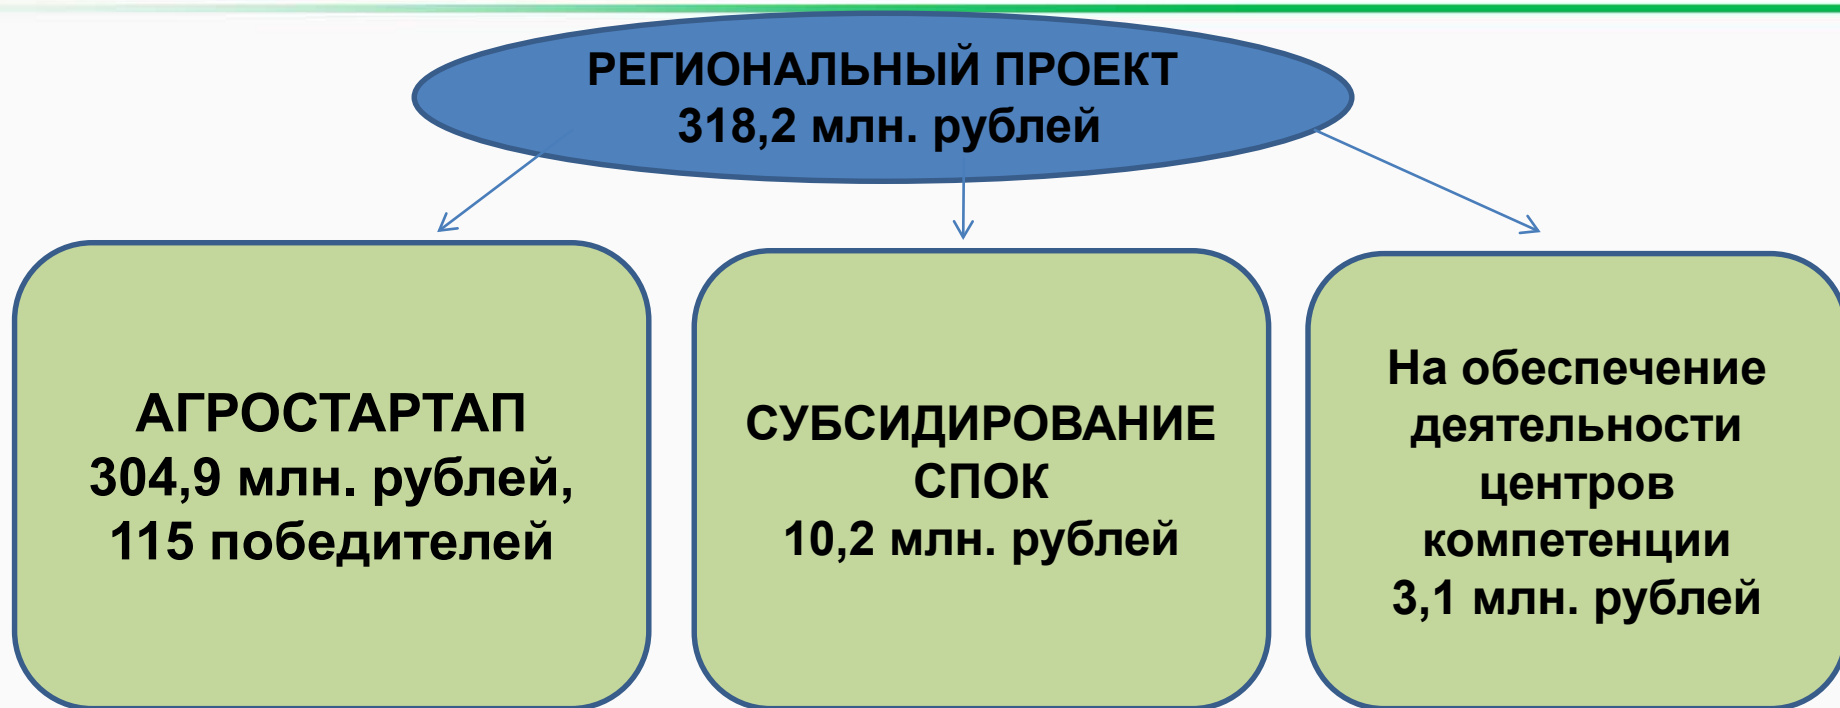 РЕГИОНАЛЬНЫЙ ПРОЕКТ
318,2 млн. рублей
АГРОСТАРТАП
304,9 млн. рублей,
115 победителей
СУБСИДИРОВАНИЕ
СПОК
10,2 млн. рублей
На обеспечение
деятельности
центров
компетенции
3,1 млн. рублей